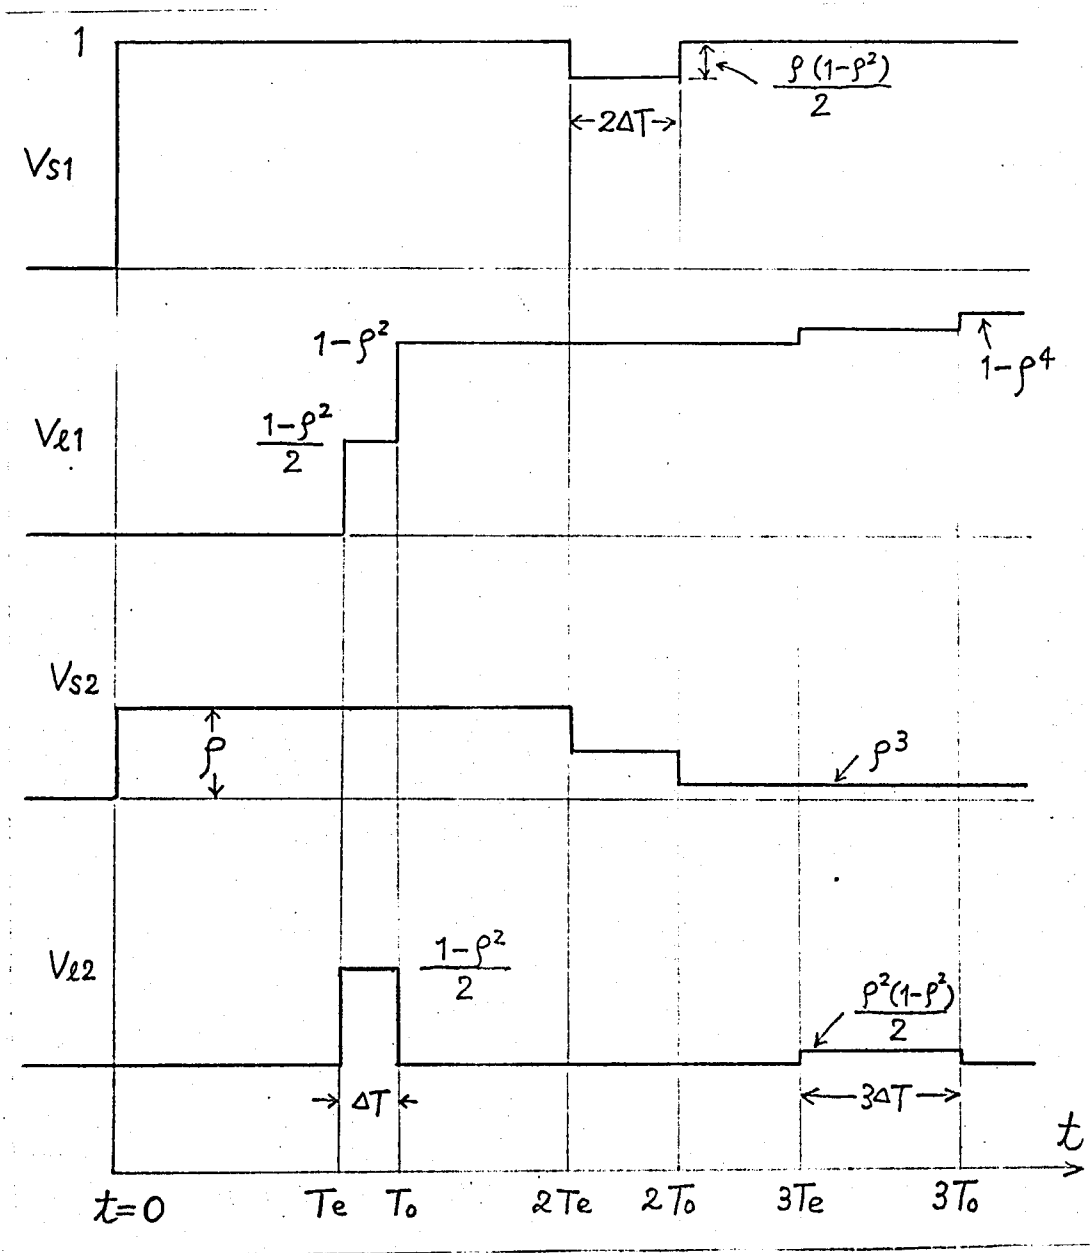 1
ρ(1-ρ²)/2
←2ΔT→
Vs1
1-ρ²
1-ρ⁴
(1-ρ²)/2
Vℓ1
Vs2
ρ
ρ³
(1-ρ²)/2
Vℓ2
ρ²(1-ρ²)/2
→ΔT←
←3ΔT→
t
t=0 Te To 2Te 2To 3Te 3To